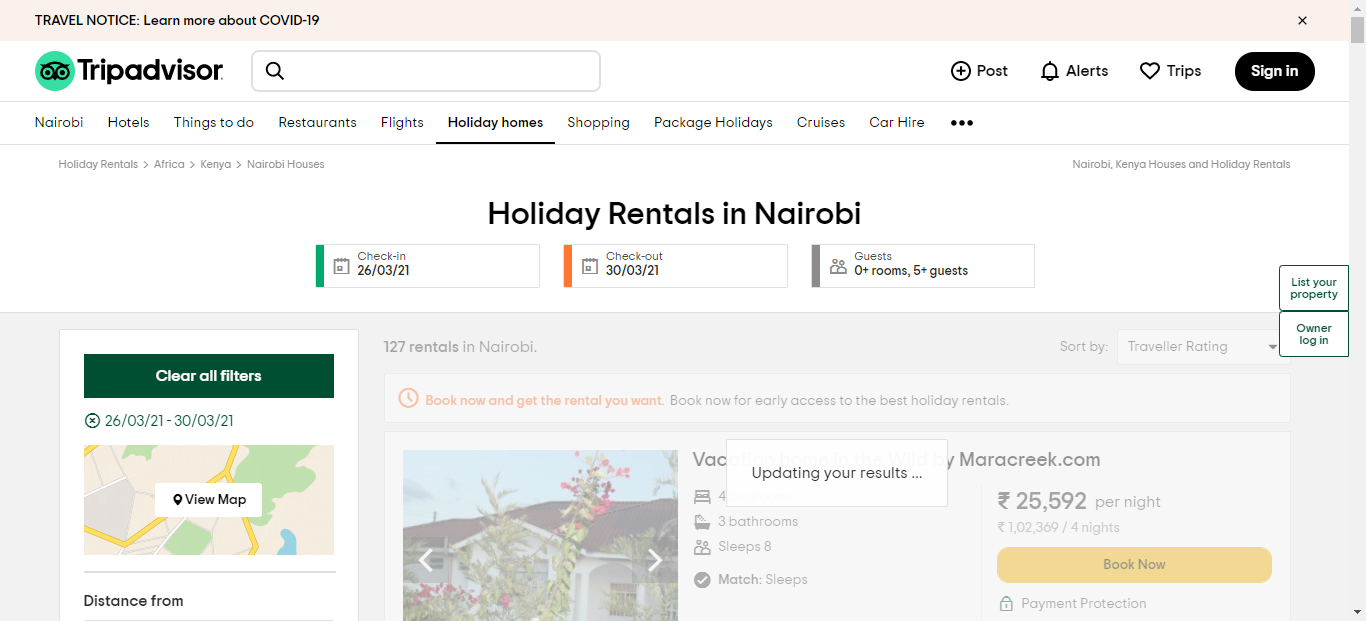 TRAVEL NOTICE: Learn more about COVID-19
Tripadvisor
Post
Alerts
Trips
Sign in
Nairobi
Hotels
Things to do
Restaurants
Flights
Holiday homes
Shopping
Package Holidays
Cruises
Car Hire
Holiday Rentals > Africa > Kenya > Nairobi Houses
Nairobi, Kenya Houses and Holiday Rentals
Holiday Rentals in Nairobi
Check-in
26/03/21
Check-out
30/03/21
Guests
0+ rooms, 5+ guests
List your
property
Owner
log in
Clear all filters
26/03/21 - 30/03/21
View Map
Distance from
127 rentals in Nairobi.
Sort by: Traveller Rating
Book now and get the rental you want. Book now for early access to the best holiday rentals.
Vacation home in the Wild by Maracreek.com
Updating your results ...
4
3 bathrooms
Sleeps 8
Match: Sleeps
₹ 25,592 per night
₹ 1,02,369 / 4 nights
Book Now
Payment Protection